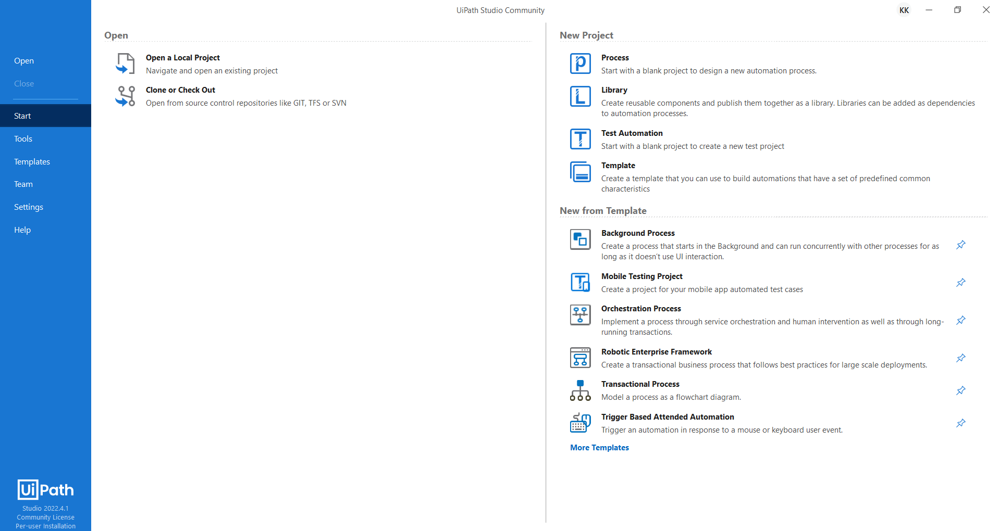 UiPath Studio Community
KK
Open
Close
Start
Tools
Templates
Team
Settings
Help
UiPath
Studio 2022.4.1
Community License
Per-user Installation
Open
Open a Local Project
Navigate and open an existing project
Clone or Check Out
Open from source control repositories like GIT, TFS or SVN
New Project
Process
Start with a blank project to design a new automation process.
Library
Create reusable components and publish them together as a library. Libraries can be added as dependencies
to automation processes.
Test Automation
Start with a blank project to create a new test project
Template
Create a template that you can use to build automations that have a set of predefined common
characteristics
New from Template
Background Process
Create a process that starts in the Background and can run concurrently with other processes for as
long as it doesn't use UI interaction.
Mobile Testing Project
Create a project for your mobile app automated test cases
Orchestration Process
Implement a process through service orchestration and human intervention as well as through long-
running transactions.
Robotic Enterprise Framework
Create a transactional business process that follows best practices for large scale deployments.
Transactional Process
Model a process as a flowchart diagram.
Trigger Based Attended Automation
Trigger an automation in response to a mouse or keyboard user event.
More Templates